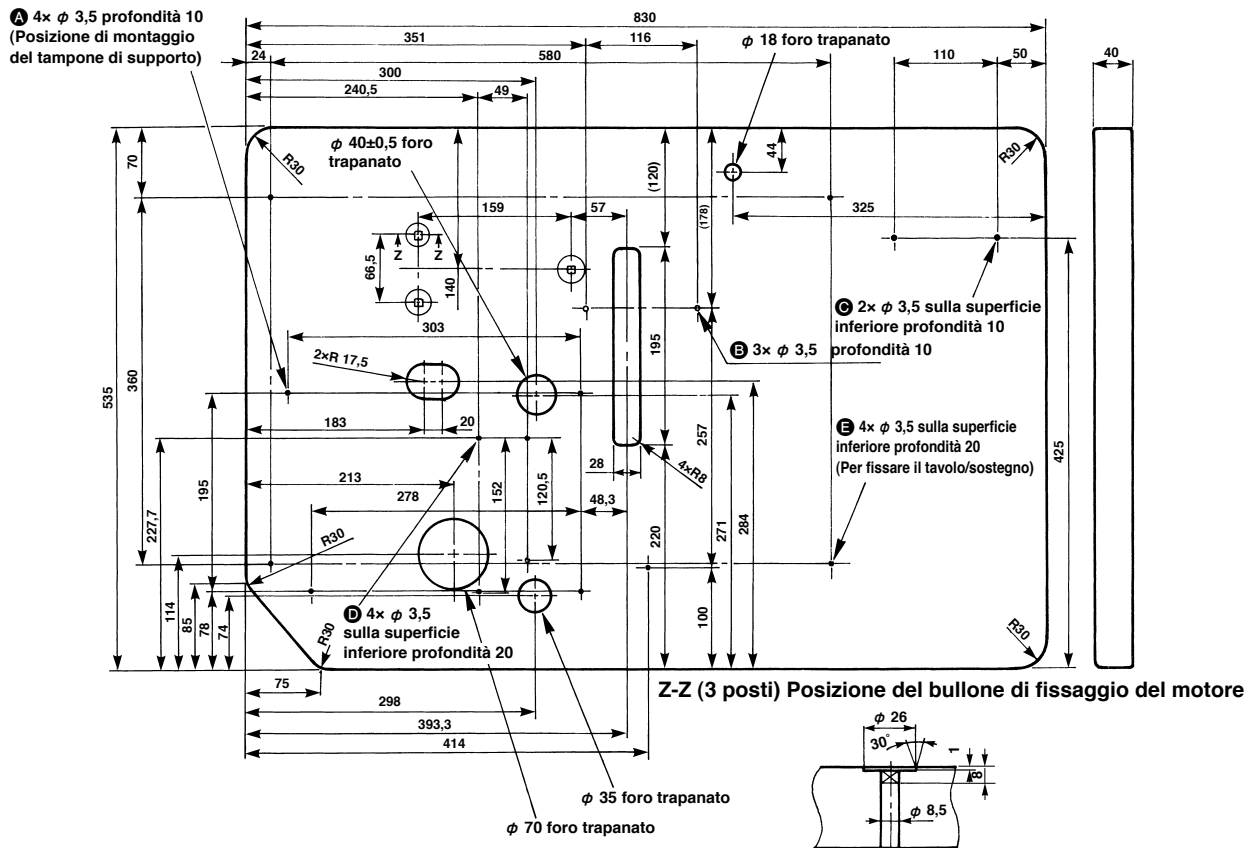 A 4× φ 3,5 profondità 10
(Posizione di montaggio
del tampone di supporto)
830
351
116
φ 18 foro trapanato
24
580
110
50
40
300
240,5
49
φ 40±0,5 foro
trapanato
R30
70
(120)
44
R30
(178)
159
57
325
Z
Z
66,5
140
C 2× φ 3,5 sulla superficie
inferiore profondità 10
303
195
B 3× φ 3,5 profondità 10
2×R 17,5
535
360
183
20
257
E 4× φ 3,5 sulla superficie
inferiore profondità 20
(Per fissare il tavolo/sostegno)
425
28
4×R8
213
195
152
120,5
278
48,3
271
284
227,7
220
R30
114
85
78
74
D 4× φ 3,5
sulla superficie
inferiore profondità 20
R30
100
R30
75
Z-Z (3 posti) Posizione del bullone di fissaggio del motore
298
393,3
414
φ 26
30°
1
8
φ 8,5
φ 35 foro trapanato
φ 70 foro trapanato